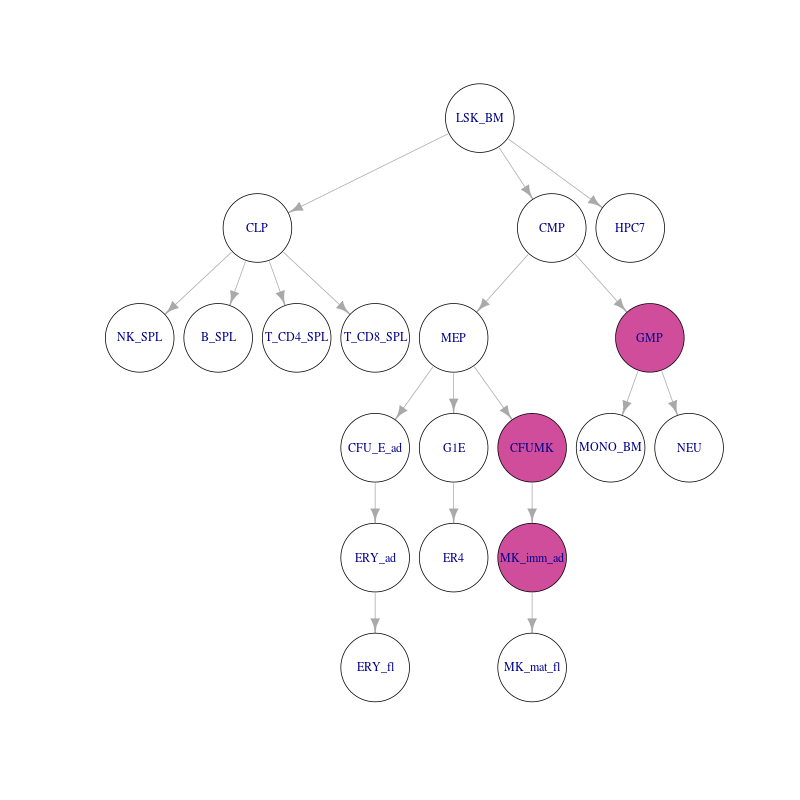 LSK_BM
CLP
CMP
HPC7
NK_SPL
B_SPL
T_CD4_SPL
T_CD8_SPL
MEP
GMP
CFU_E_ad
G1E
CFUMK
MONO_BM
NEU
ERY_ad
ER4
MK_imm_ad
ERY_fl
MK_mat_fl